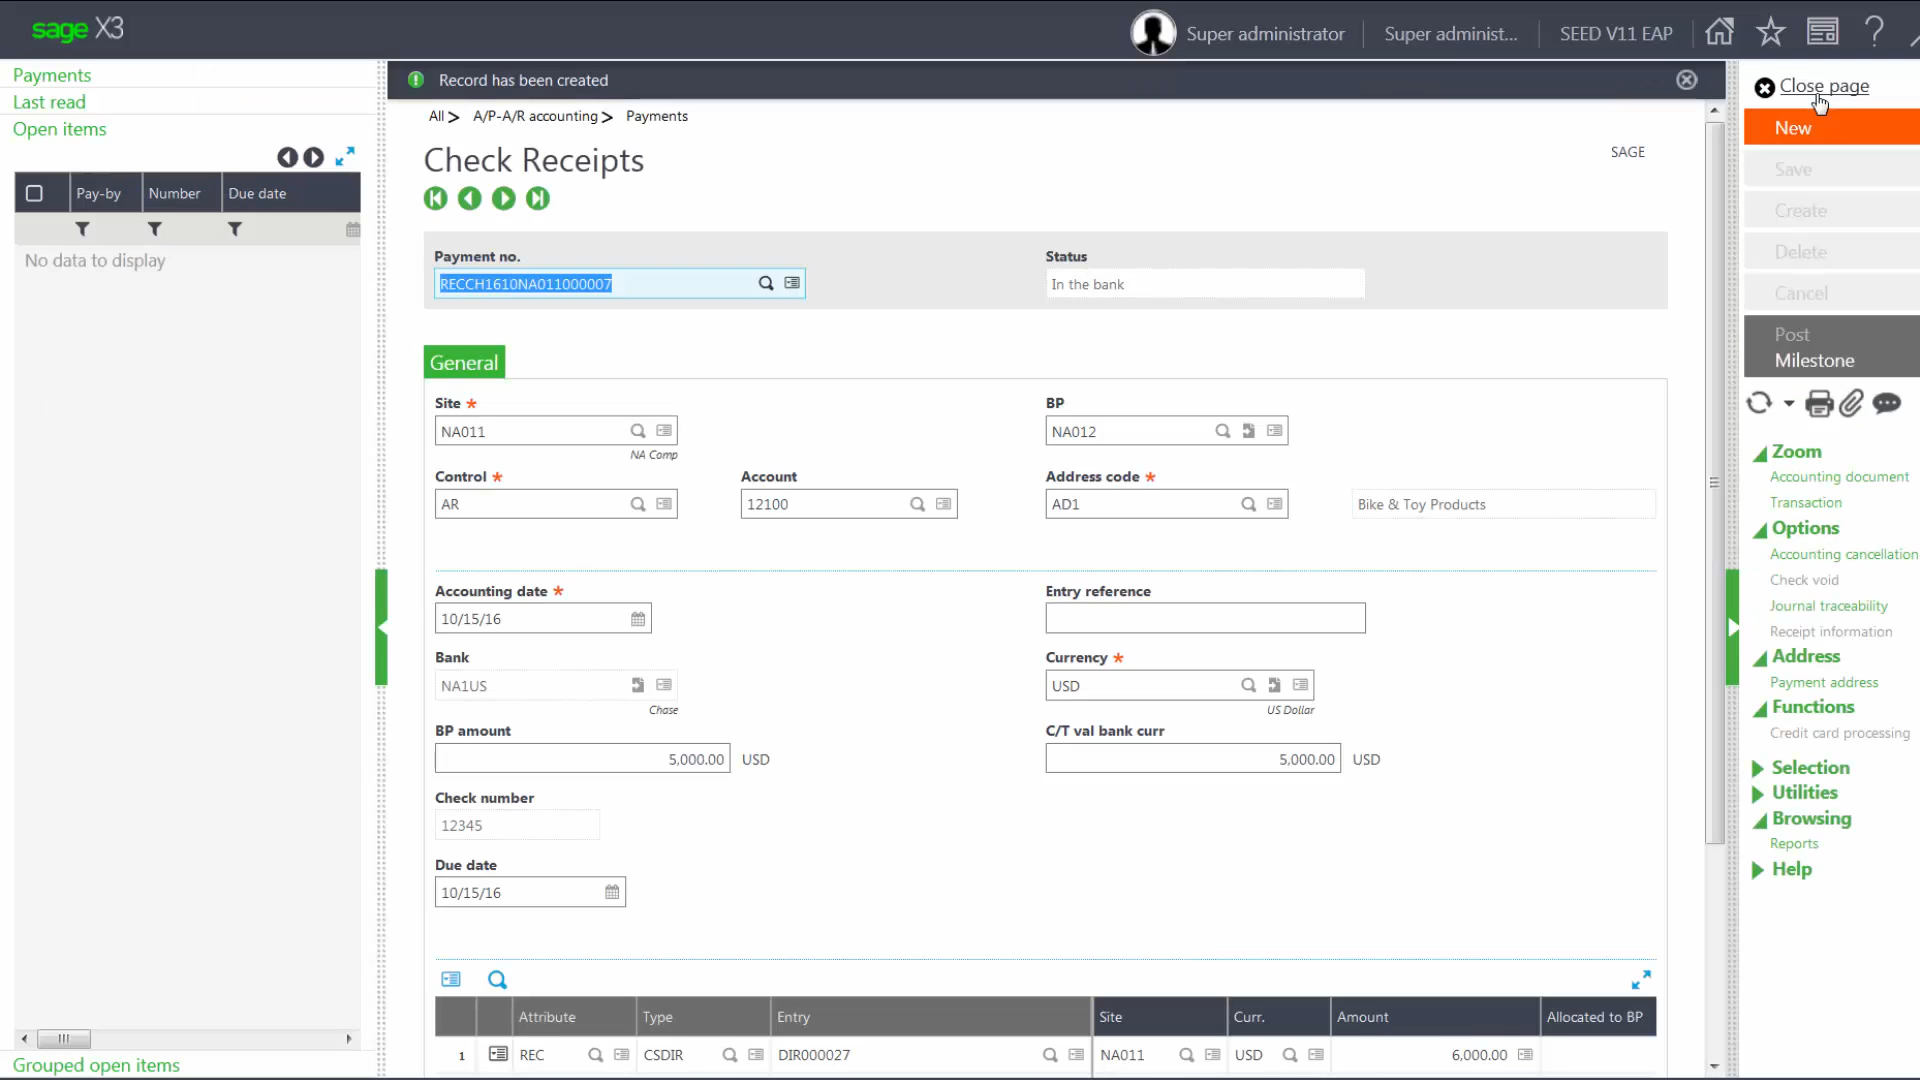 sage X3
Super administrator
Super administ...
SEED V11 EAP
Payments
Last read
Open items
Pay-by
Number
Due date
No data to display
Grouped open items
Record has been created
All > A/P-A/R accounting > Payments
Check Receipts
SAGE
Payment no.
Status
RECCH1610NA011000007
In the bank
General
Site *
BP
NA011
NA012
NA Comp
Control *
Account
Address code *
AR
12100
AD1
Bike & Toy Products
Accounting date *
Entry reference
10/15/16
Bank
Currency *
NA1US
USD
Chase
US Dollar
BP amount
C/T val bank curr
5,000.00 USD
5,000.00 USD
Check number
12345
Due date
10/15/16
Attribute Type Entry Site Curr. Amount Allocated to BP
1 REC CSDIR DIR000027 NA011 USD 6,000.00
Close page
New
Save
Create
Delete
Cancel
Post
Milestone
Zoom
Accounting document
Transaction
Options
Accounting cancellation
Check void
Journal traceability
Receipt information
Address
Payment address
Functions
Credit card processing
Selection
Utilities
Browsing
Reports
Help